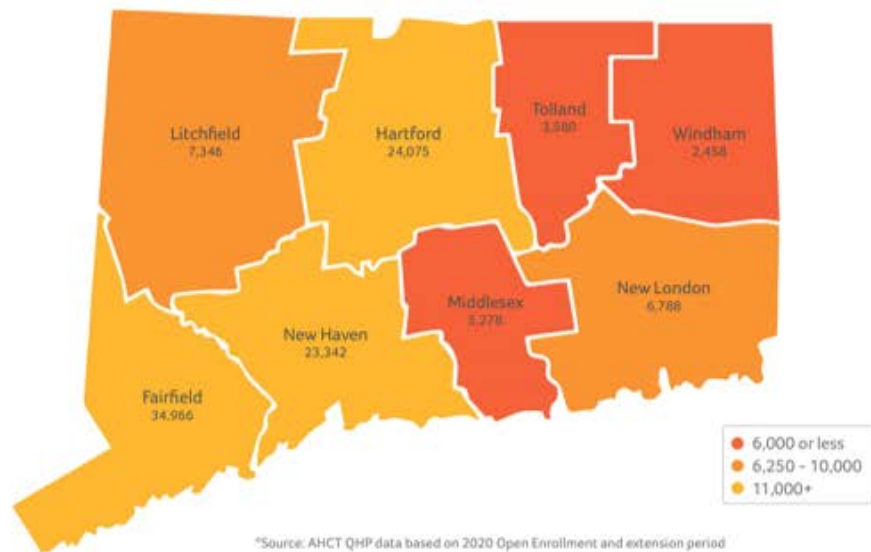 Litchfield
7,346
Hartford
24,075
Tolland
3,580
Windham
2,458
Middlesex
5,278
New London
6,788
New Haven
23,342
Fairfield
34,966
6,000 or less
6,250 – 10,000
11,000+
*Source: AHCT QHP data based on 2020 Open Enrollment and extension period